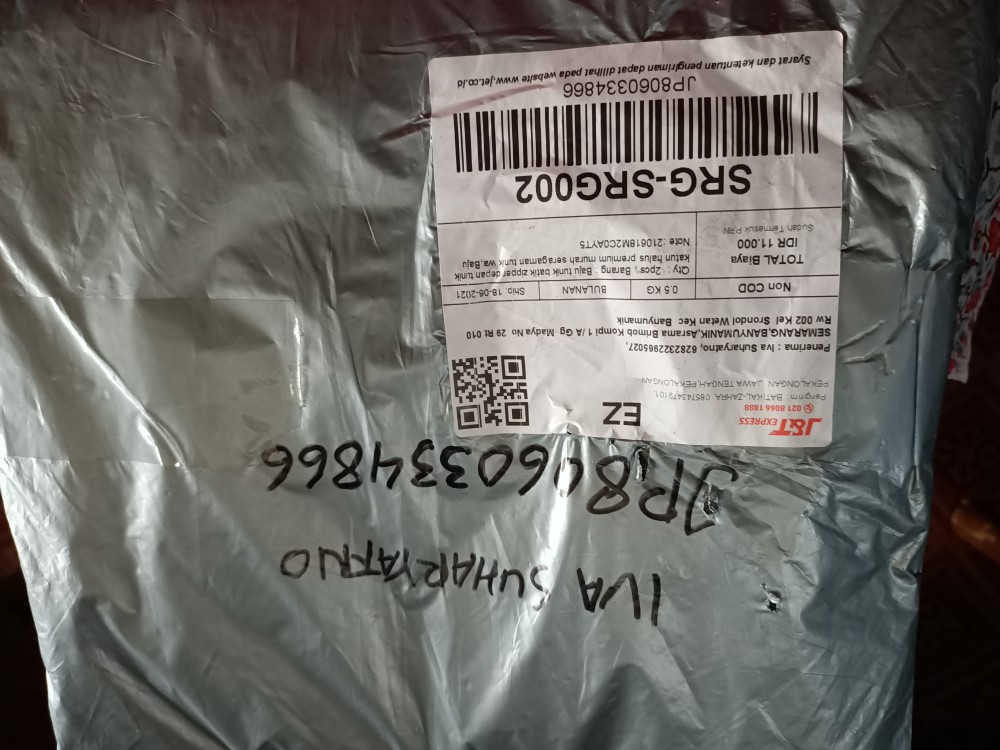 J&T EXPRESS
021 8066 1888
EZ
Pengirim : BATIKAL-ZAHRA, 085743479101,
PEKALONGAN, JAWA TENGAH,PEKALONGAN
Penerima : Iva Suharyatno, 6282322965027,
SEMARANG,BANYUMANIK,Asrama Brimob Kompi 1/A Gg. Madya No. 29 Rt 010
Rw 002 Kel. Srondol Wetan Kec. Banyumanik
Non COD
0.5 KG
BULANAN
Ship: 18-06-2021
TOTAL Biaya
IDR 11.000
Sudah Termasuk PPN
Qty : : 2pcs , Barang : Baju tunik batik zipper depan tunik
katun halus premium murah seragaman wa,Baju
Note :210618M2C0AYT5
SRG-SRG002
JP8060334866
Syarat dan ketentuan pengiriman dapat dilihat pada website www.jet.co.id
JP8060334866
IVA SUHARYATNO